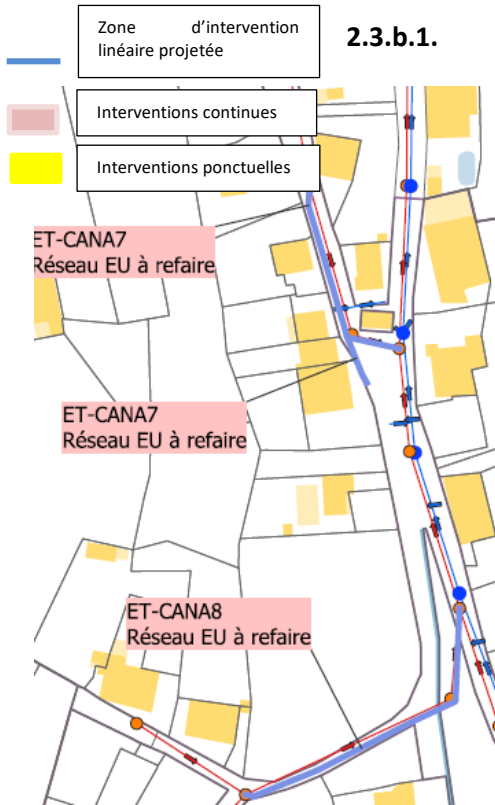 Zone d'intervention
linéaire projetée
2.3.b.1.
Interventions continues
Interventions ponctuelles
ET-CANA7
Réseau EU à refaire
ET-CANA7
Réseau EU à refaire
ET-CANA8
Réseau EU à refaire